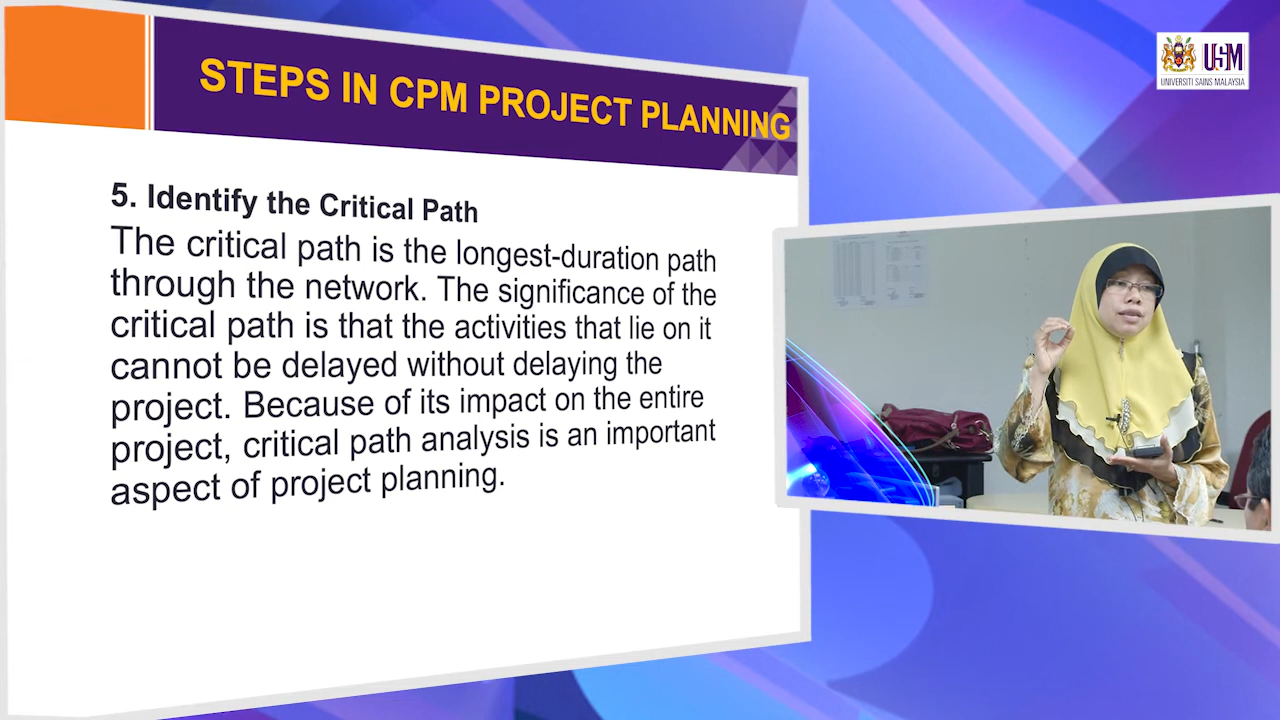 STEPS IN CPM PROJECT PLANNING
5. Identify the Critical Path
The critical path is the longest-duration path
through the network. The significance of the
critical path is that the activities that lie on it
cannot be delayed without delaying the
project. Because of its impact on the entire
project, critical path analysis is an important
aspect of project planning.
USM
UNIVERSITI SAINS MALAYSIA